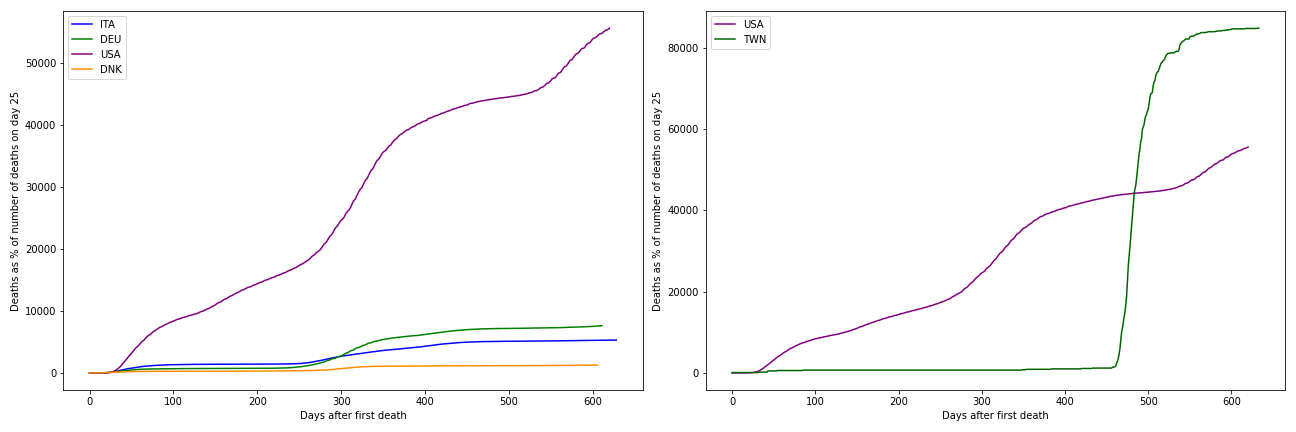 ITA
DEU
USA
DNK
Deaths as % of number of deaths on day 25
50000
40000
30000
20000
10000
0
0 100 200 300 400 500 600
Days after first death
USA
TWN
Deaths as % of number of deaths on day 25
80000
60000
40000
20000
0
0 100 200 300 400 500 600
Days after first death